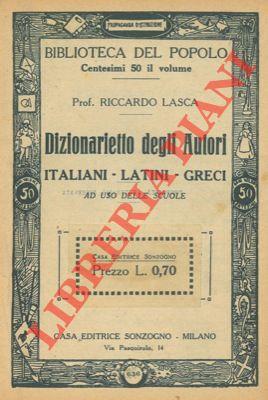 PROPAGANDA D'ISTRUZIONE
BIBLIOTECA DEL POPOLO
Centesimi 50 il volume
Prof. RICCARDO LASCA
Dizionarietto degli Autori
ITALIANI - LATINI - GRECI
AD USO DELLE SCUOLE
50
50
CASA EDITRICE SONZOGNO
Prezzo L. 0,70
CASA EDITRICE SONZOGNO - MILANO
Via Pasquirolo, 14
636
LIBRERIA PIANI